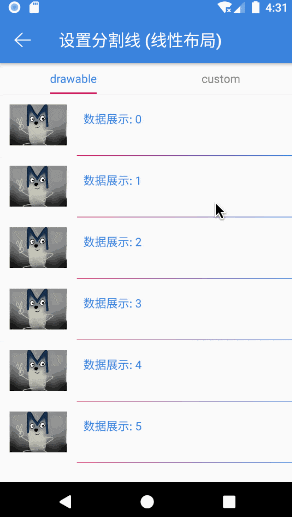 4:31
设置分割线 (线性布局)
drawable custom
数据展示: 0
数据展示: 1
数据展示: 2
数据展示: 3
数据展示: 4
数据展示: 5